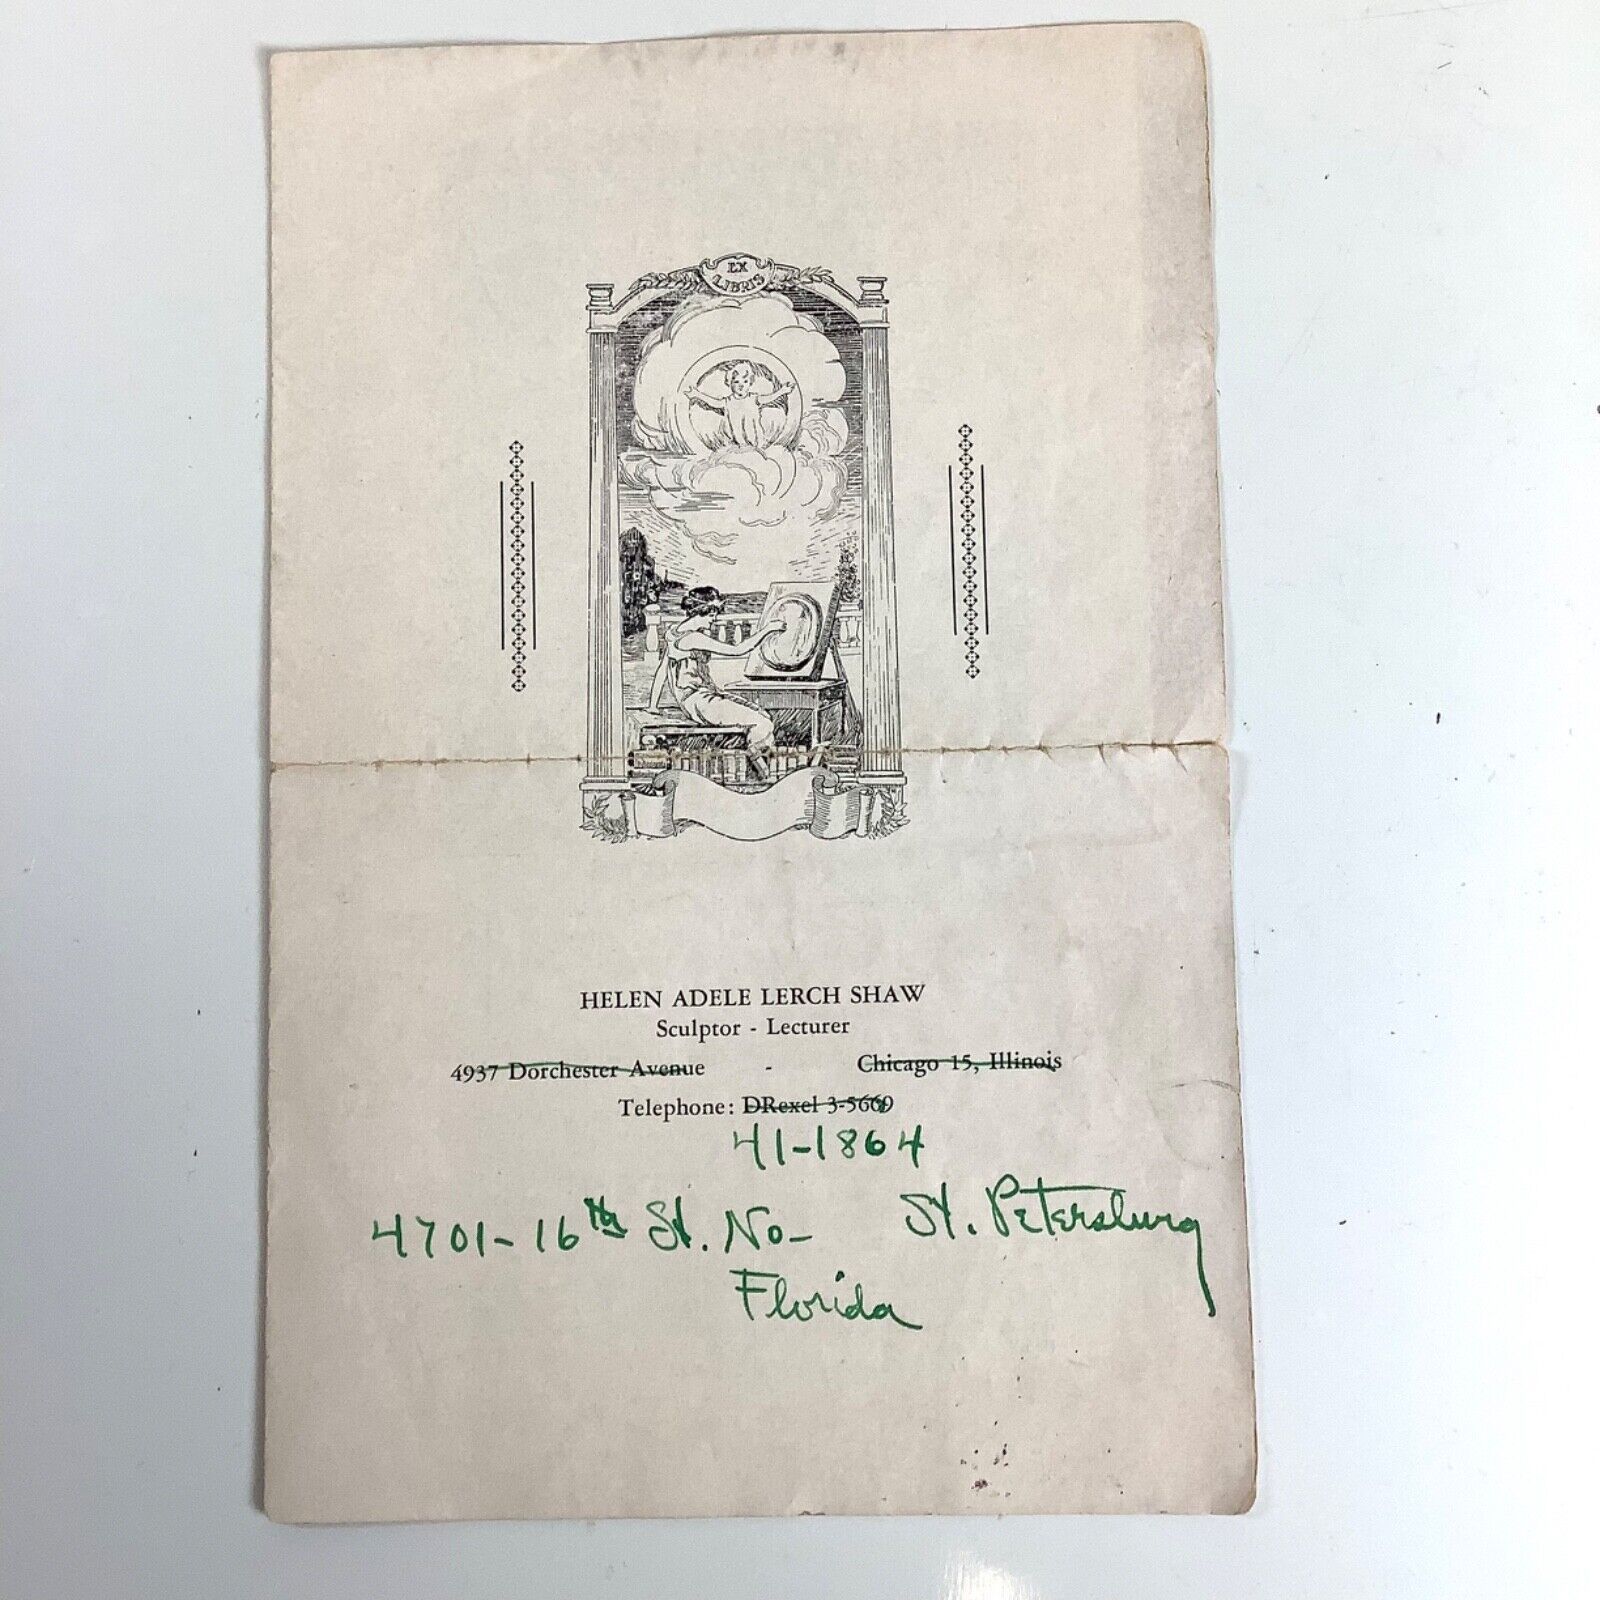 EX
LIBRIS
HELEN ADELE LERCH SHAW
Sculptor - Lecturer
4937 Dorchester Avenue - Chicago 15, Illinois
Telephone: DRexel 3-5669
41-1864
4701-16th St. No- St. Petersburg
Florida